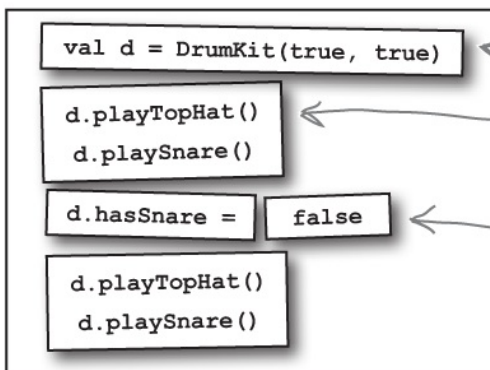 val d = DrumKit(true, true)
d.playTopHat()
d.playSnare()
d.hasSnare = false
d.playTopHat()
d.playSnare()